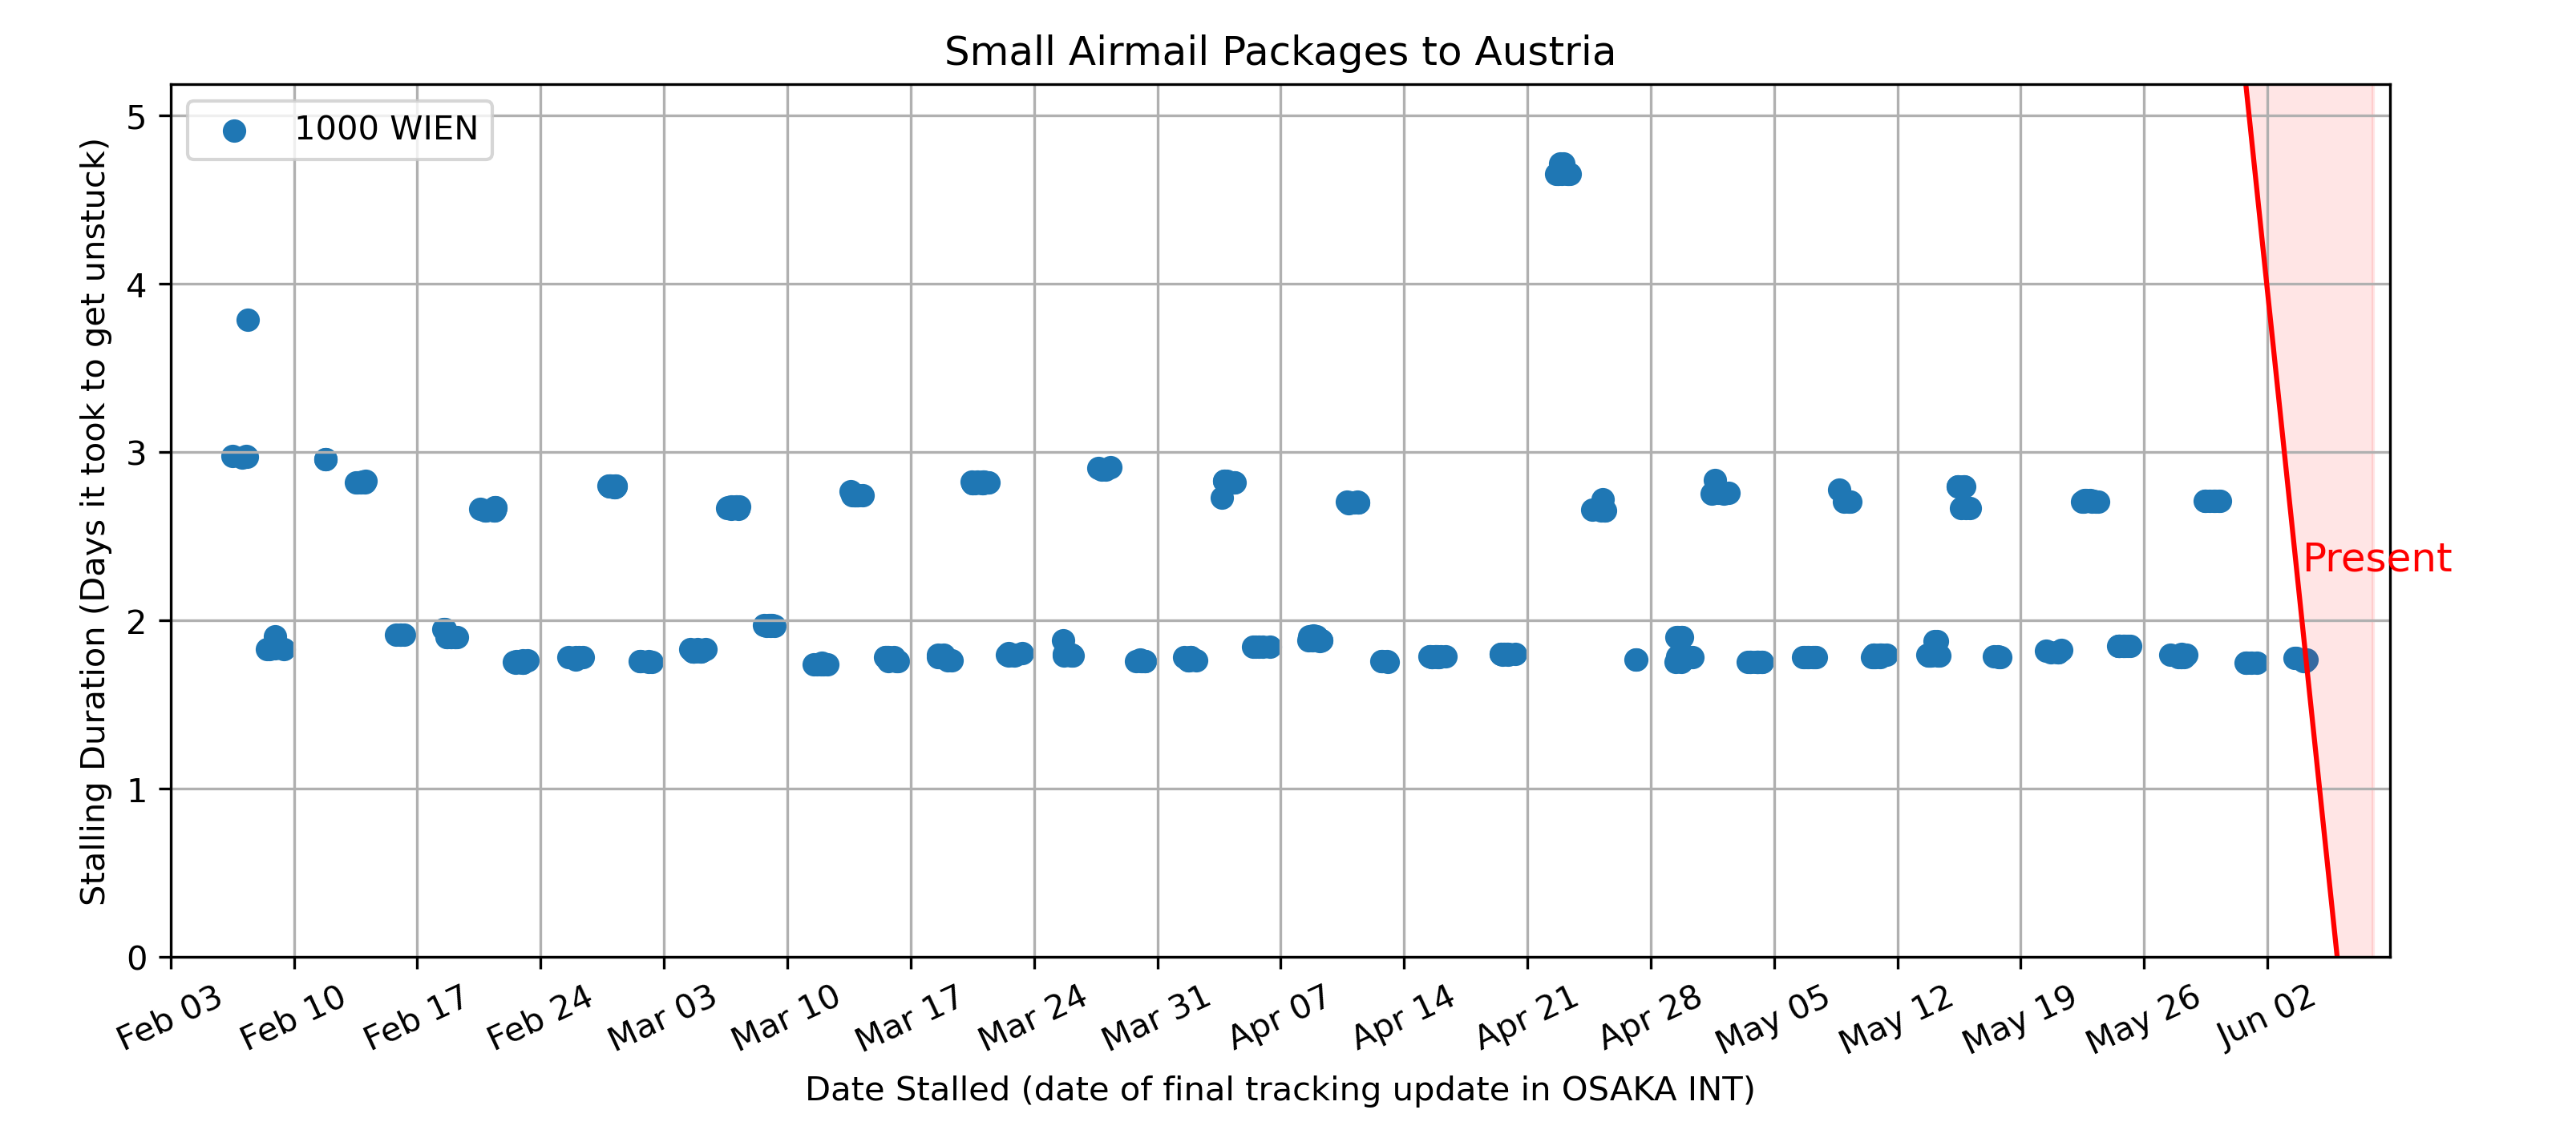 Small Airmail Packages to Austria
1000 WIEN
Stalling Duration (Days it took to get unstuck)
5
4
3
2
1
0
Present
Feb 03
Feb 10
Feb 17
Feb 24
Mar 03
Mar 10
Mar 17
Mar 24
Mar 31
Apr 07
Apr 14
Apr 21
Apr 28
May 05
May 12
May 19
May 26
Jun 02
Date Stalled (date of final tracking update in OSAKA INT)